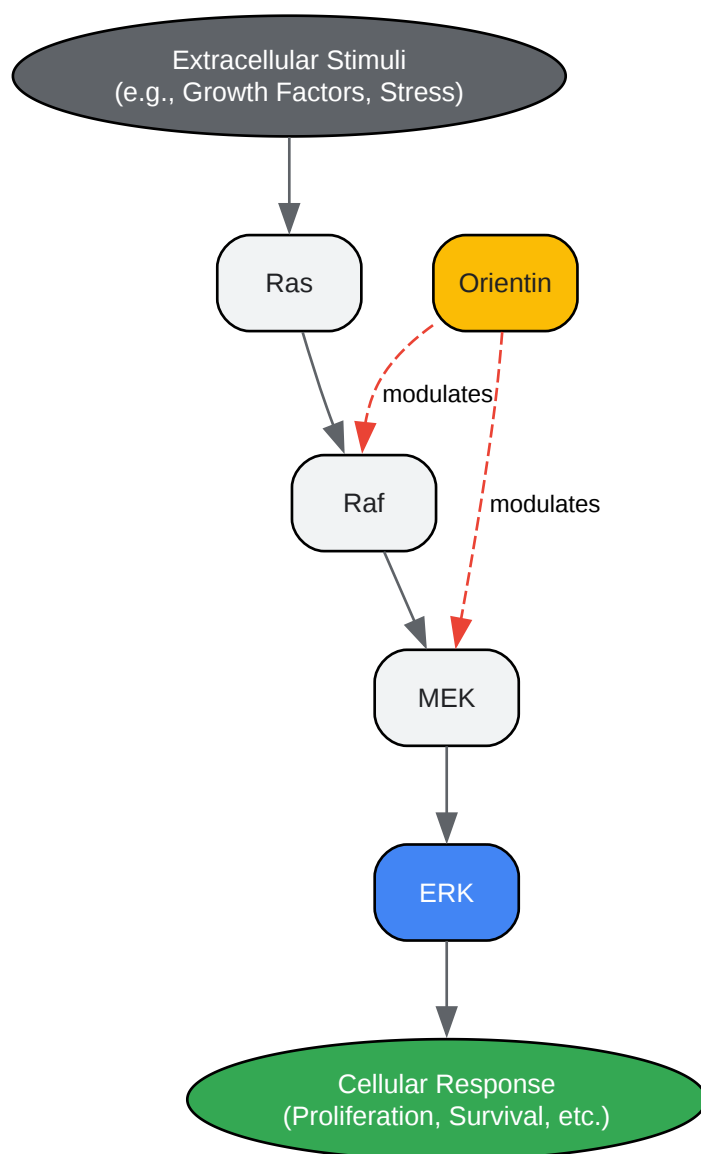 Extracellular Stimuli
(e.g., Growth Factors, Stress)
Ras
Orientin
modulates
Raf
modulates
MEK
ERK
Cellular Response
(Proliferation, Survival, etc.)